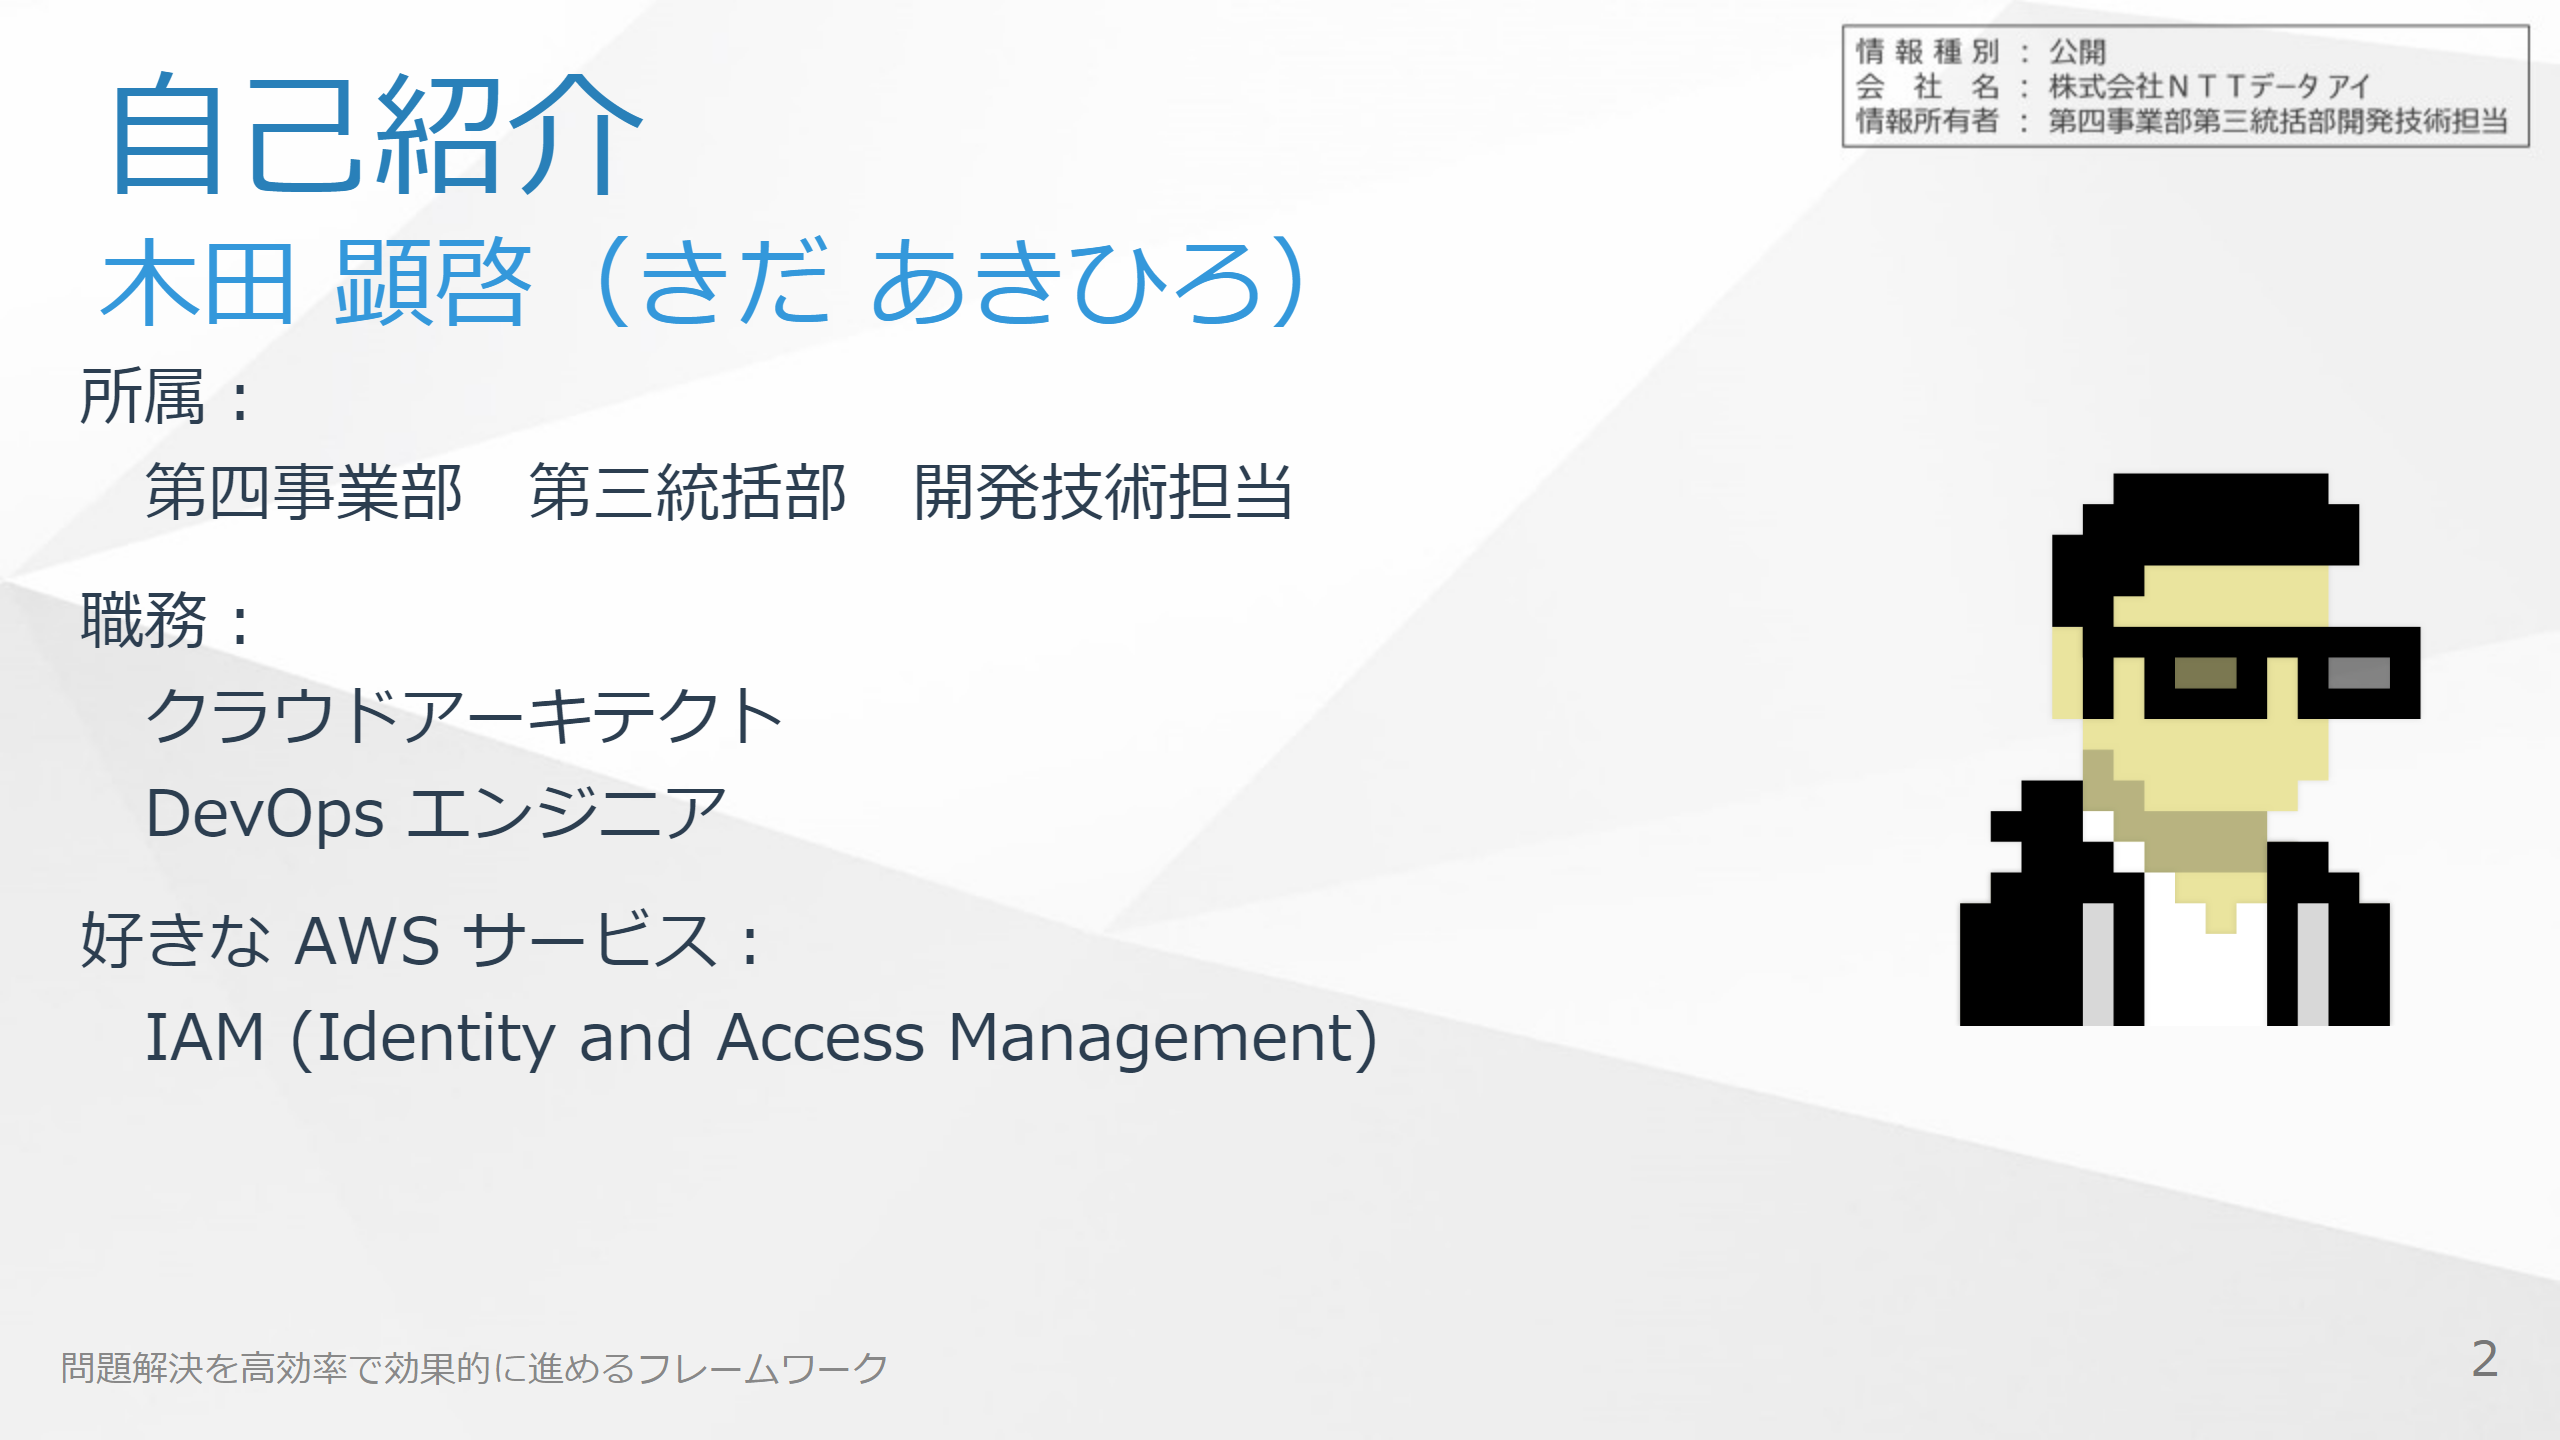 自己紹介
情報種別 : 公開
会 社 名 : 株式会社NTTデータ アイ
情報所有者 : 第四事業部第三統括部開発技術担当
木田 顕啓（きだ あきひろ）
所属：
第四事業部　第三統括部　開発技術担当
職務：
クラウドアーキテクト
DevOps エンジニア
好きな AWS サービス：
IAM (Identity and Access Management)
問題解決を高効率で効果的に進めるフレームワーク
2